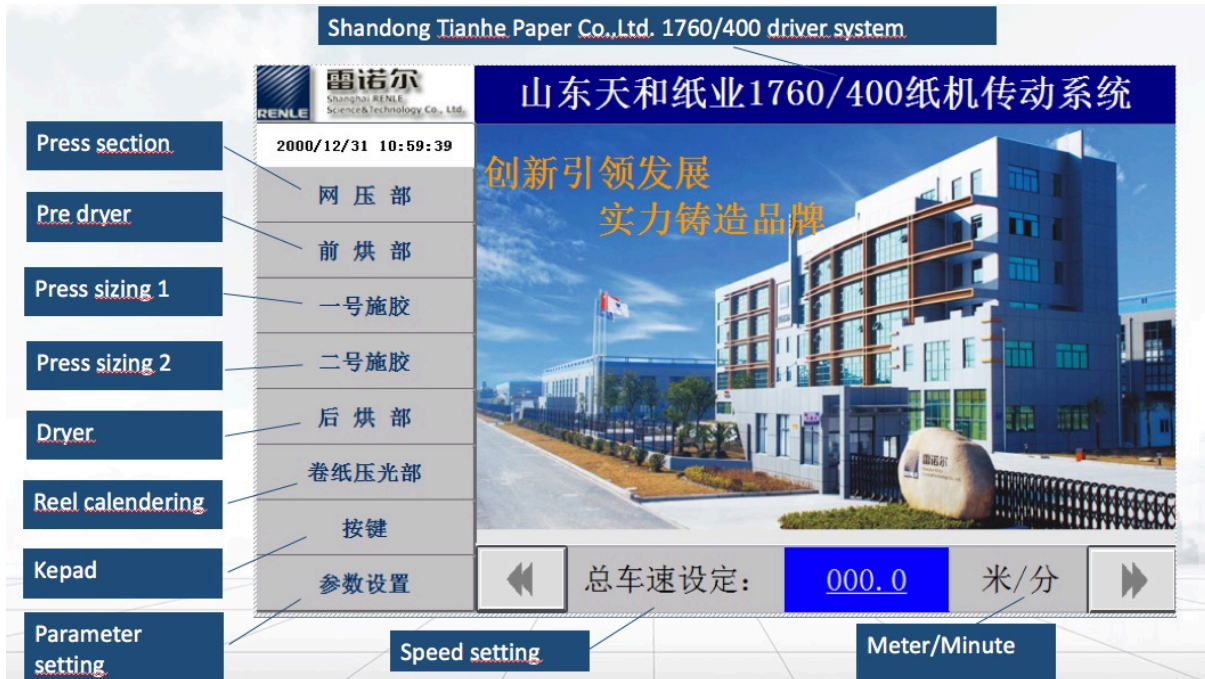 Shandong Tianhe Paper Co.,Ltd. 1760/400 driver system
雷诺尔
Shanghai RENLE
Science&Technology Co., Ltd.
RENLE
山东天和纸业1760/400纸机传动系统
2000/12/31 10:59:39
创新引领发展
实力铸造品牌
Press section
网压部
Pre dryer
前烘部
Press sizing 1
一号施胶
Press sizing 2
二号施胶
Dryer
后烘部
Reel calendering
卷纸压光部
Kepad
按键
Parameter
setting
参数设置
雷诺尔
总车速设定：
000.0
米/分
Speed setting
Meter/Minute